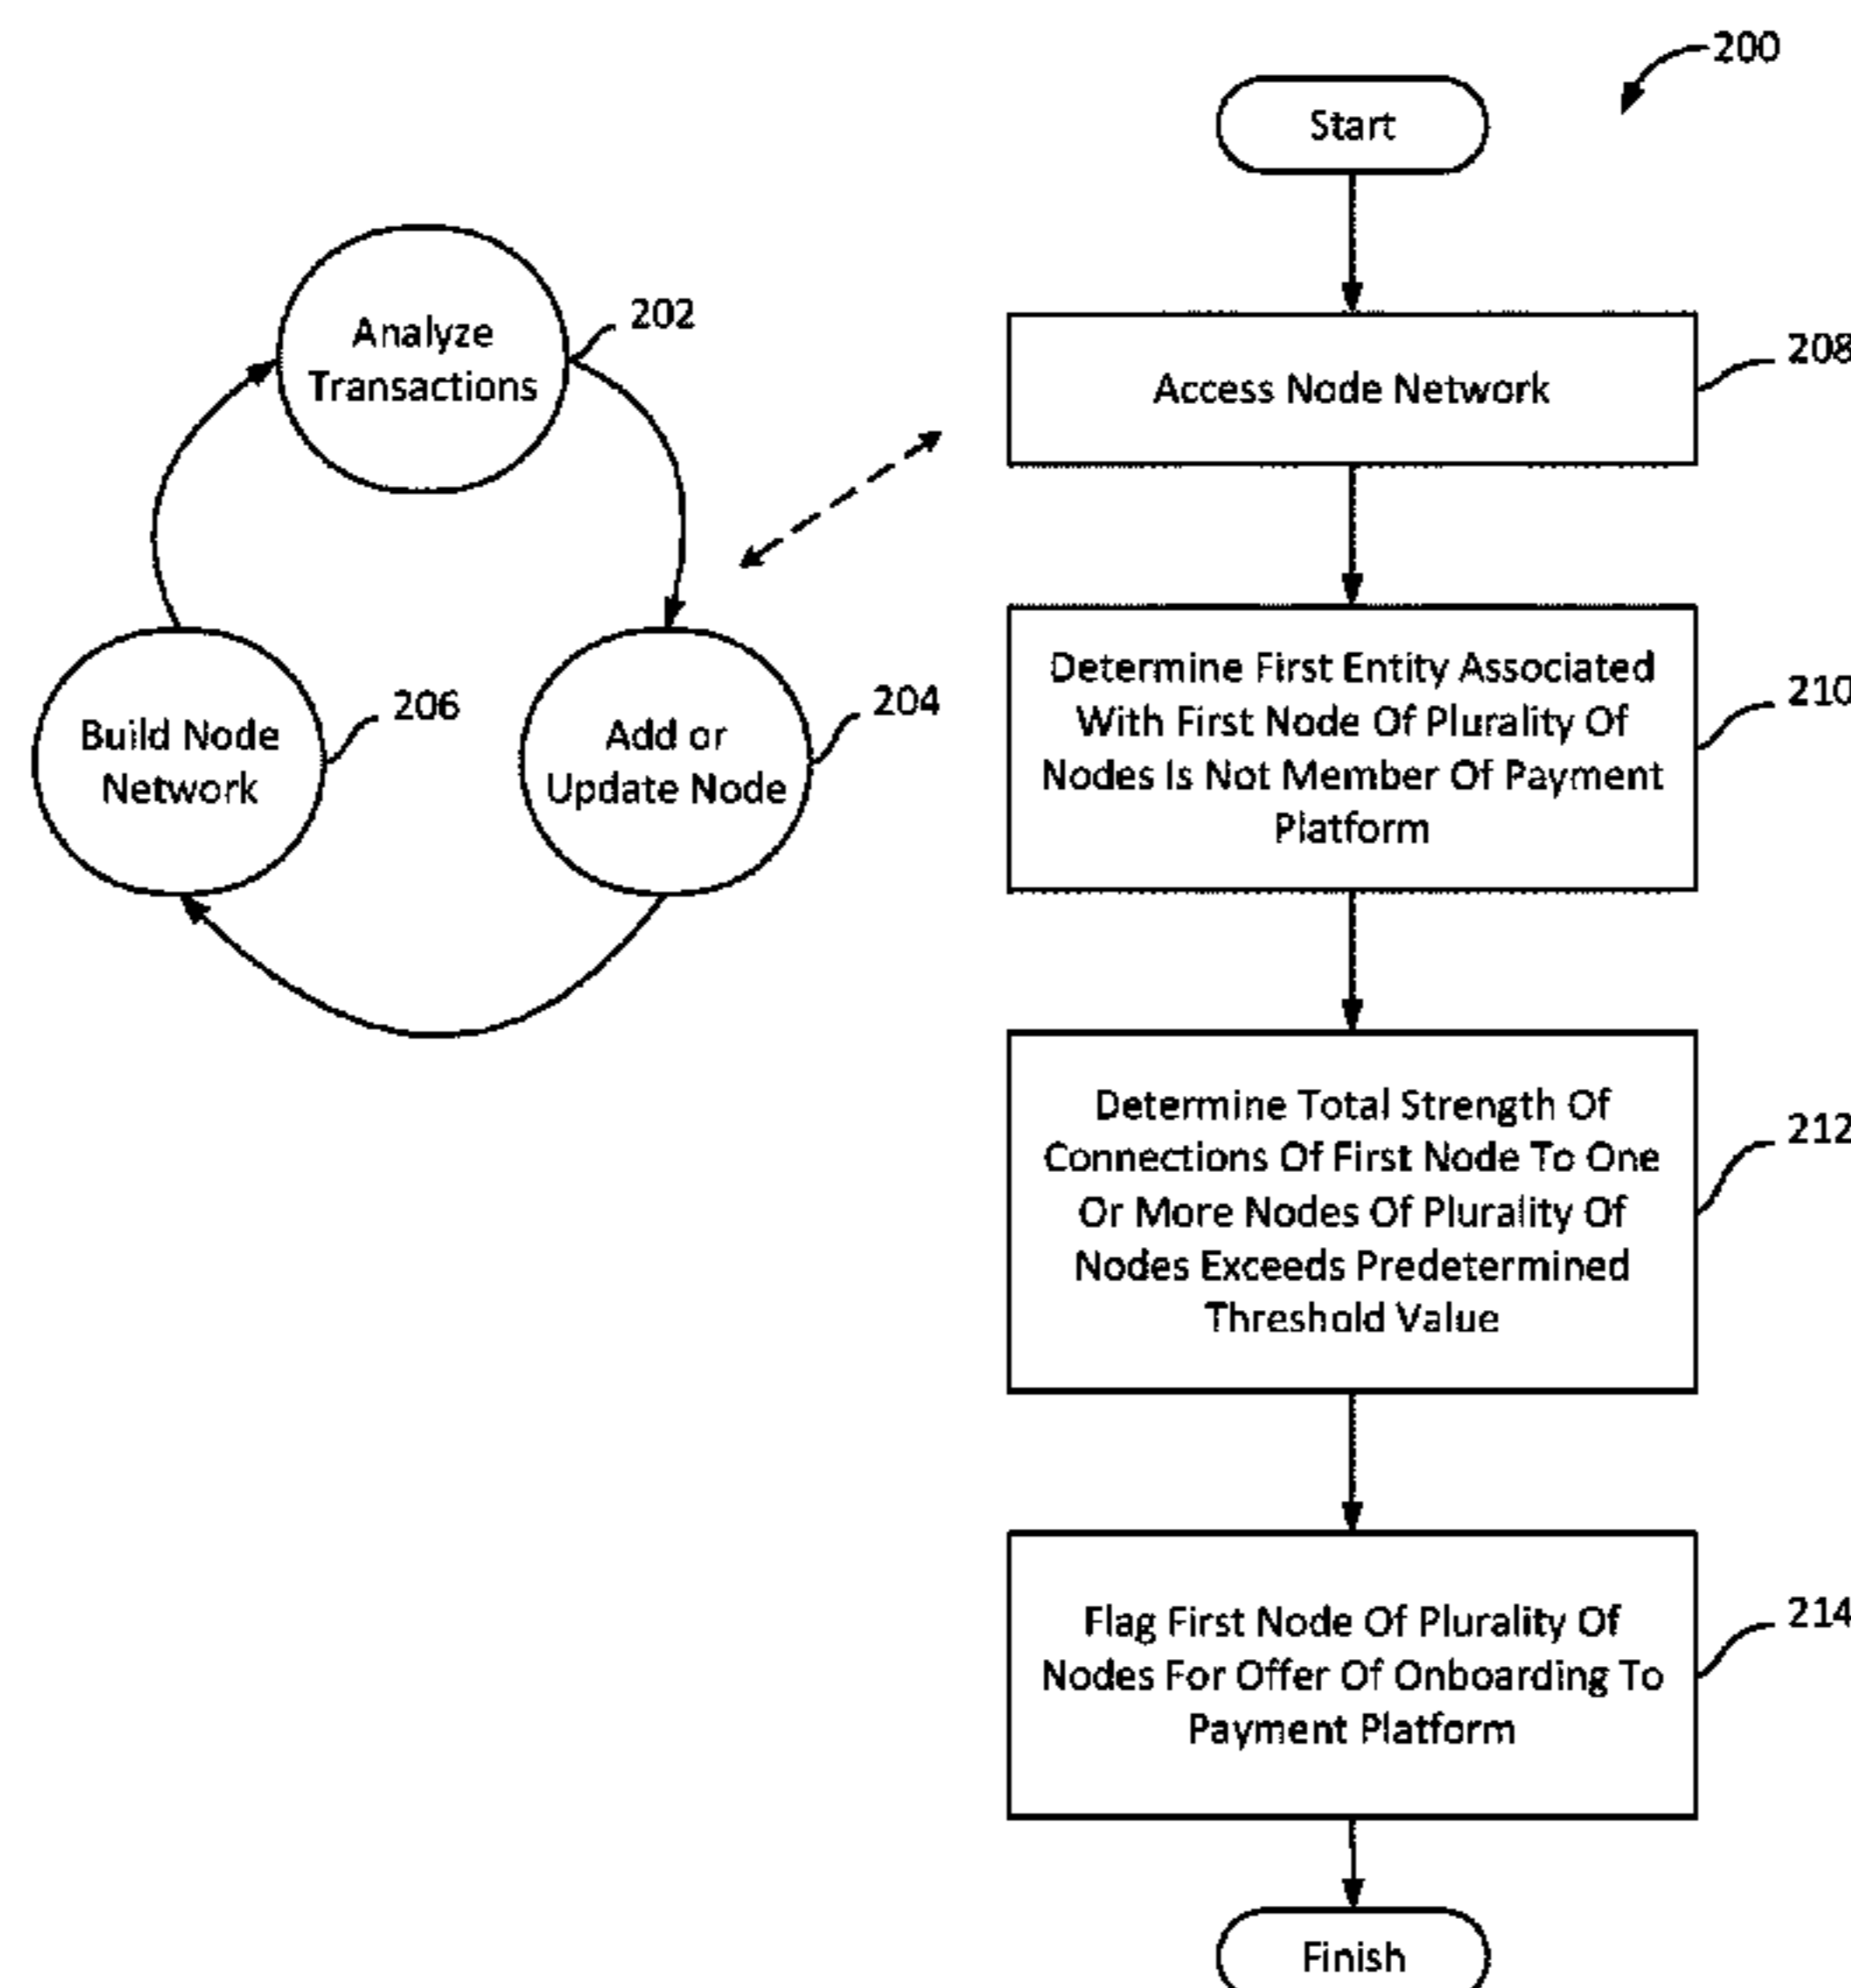 200
Start
Analyze
Transactions
202
Access Node Network
208
Build Node
Network
206
Add or
Update Node
204
Determine First Entity Associated
With First Node Of Plurality Of
Nodes Is Not Member Of Payment
Platform
210
Determine Total Strength Of
Connections Of First Node To One
Or More Nodes Of Plurality Of
Nodes Exceeds Predetermined
Threshold Value
212
Flag First Node Of Plurality Of
Nodes For Offer Of Onboarding To
Payment Platform
214
Finish